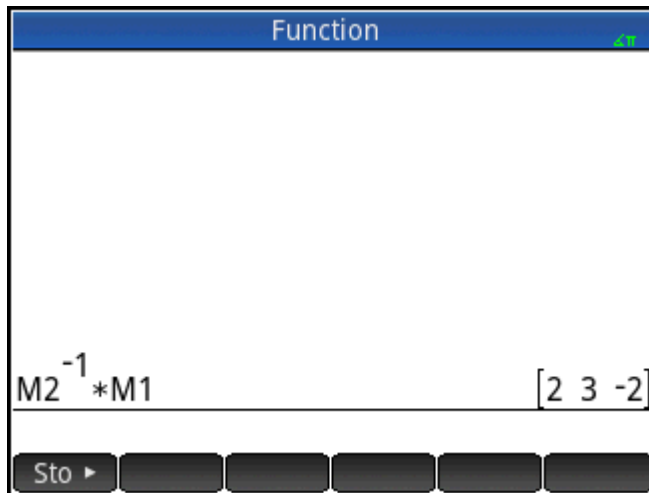 Function
∡π
M2⁻¹*M1
[2 3 -2]
Sto ►